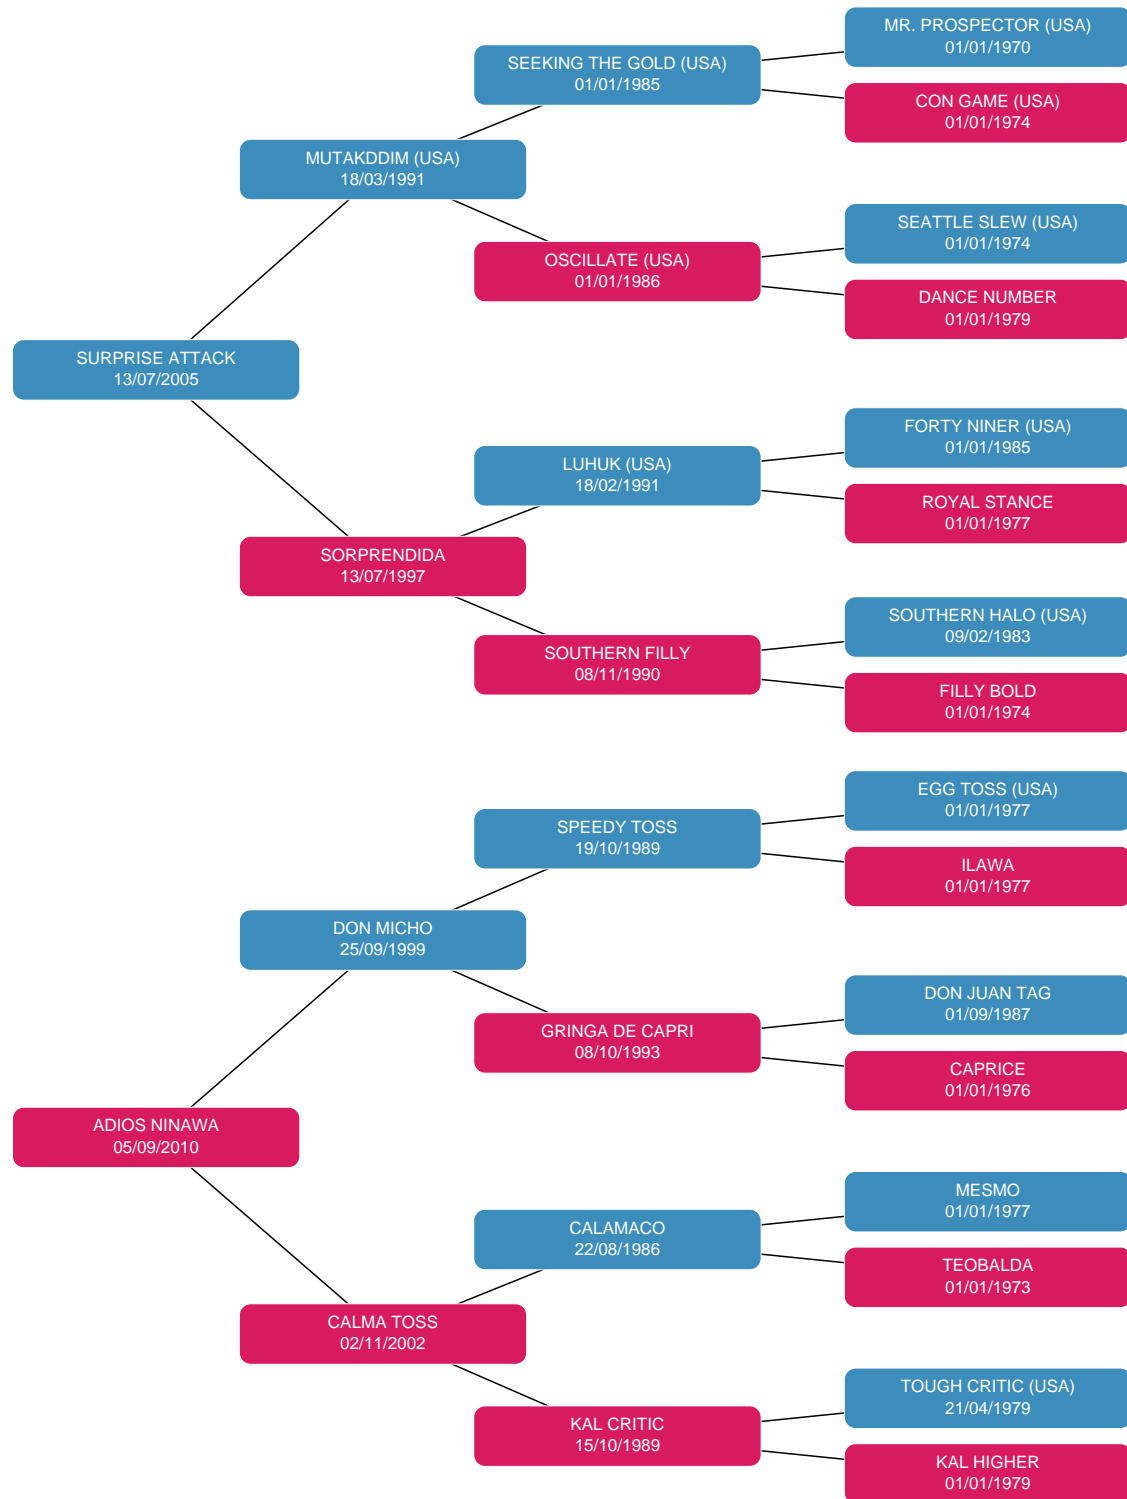 MR. PROSPECTOR (USA)
01/01/1970
SEEKING THE GOLD (USA)
01/01/1985
CON GAME (USA)
01/01/1974
MUTAKDDIM (USA)
18/03/1991
SEATTLE SLEW (USA)
01/01/1974
OSCILLATE (USA)
01/01/1986
DANCE NUMBER
01/01/1979
SURPRISE ATTACK
13/07/2005
FORTY NINER (USA)
01/01/1985
LUHUK (USA)
18/02/1991
ROYAL STANCE
01/01/1977
SORPRENDIDA
13/07/1997
SOUTHERN HALO (USA)
09/02/1983
SOUTHERN FILLY
08/11/1990
FILLY BOLD
01/01/1974
EGG TOSS (USA)
01/01/1977
SPEEDY TOSS
19/10/1989
ILAWA
01/01/1977
DON MICHO
25/09/1999
DON JUAN TAG
01/09/1987
GRINGA DE CAPRI
08/10/1993
CAPRICE
01/01/1976
ADIOS NINAWA
05/09/2010
MESMO
01/01/1977
CALAMACO
22/08/1986
TEOBALDA
01/01/1973
CALMA TOSS
02/11/2002
TOUGH CRITIC (USA)
21/04/1979
KAL CRITIC
15/10/1989
KAL HIGHER
01/01/1979